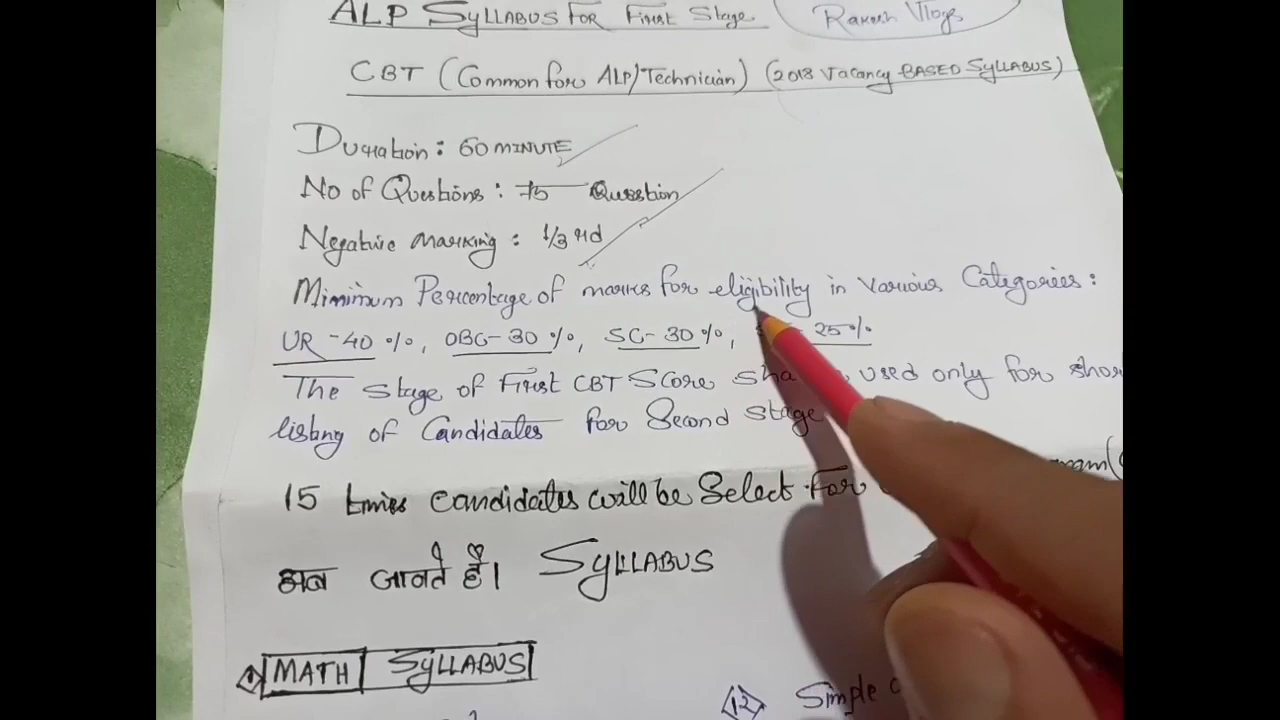 ALP SYLLABUS FOR First Stage
Rakesh Vlogs
CBT (Common for ALP/Technician) (2018 Vacancy BASED SYLLABUS)
Duration: 60 MINUTE
No of Questions: 75 Question
Negative marking: 1/3 rd
Minimum Percentage of marks for eligibility in various Categories:
UR -40 %, OBC-30 %, SC-30 %, 25%
The Stage of First CBT Score used only for shor
listing of Candidates for Second stage
15 times candidates will be Select For
अब जानते है। SYLLABUS
MATH SYLLABUS
12 Simple